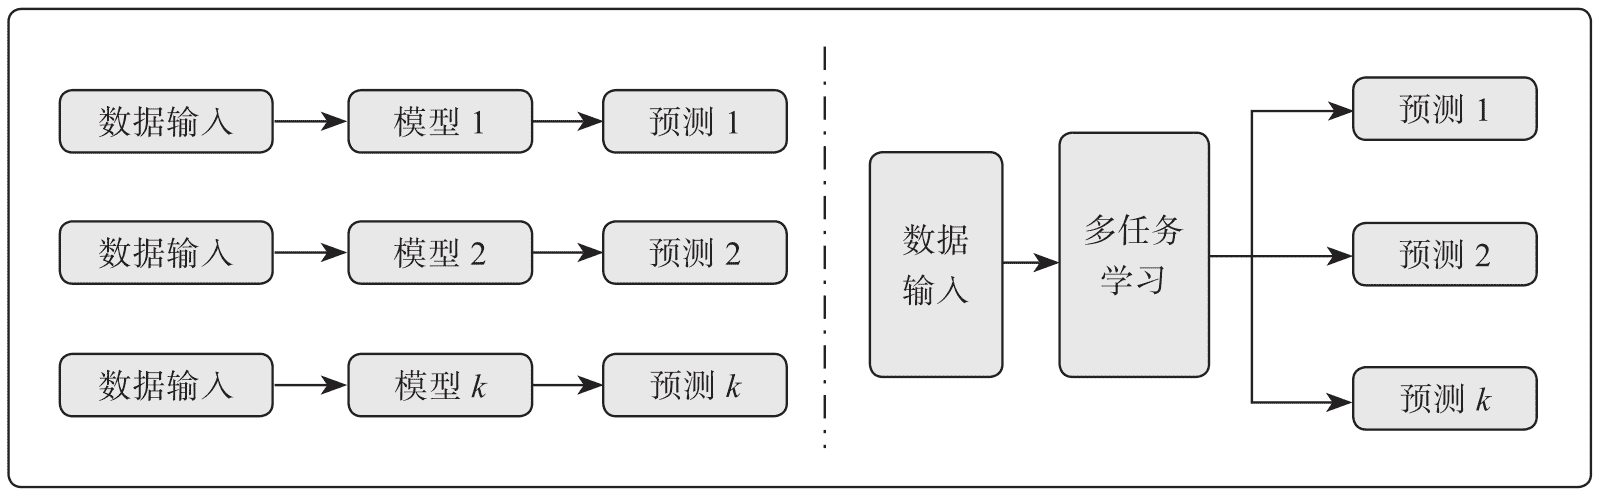 数据输入
模型 1
预测 1
数据输入
模型 2
预测 2
数据输入
模型 k
预测 k
数据
输入
多任务
学习
预测 1
预测 2
预测 k